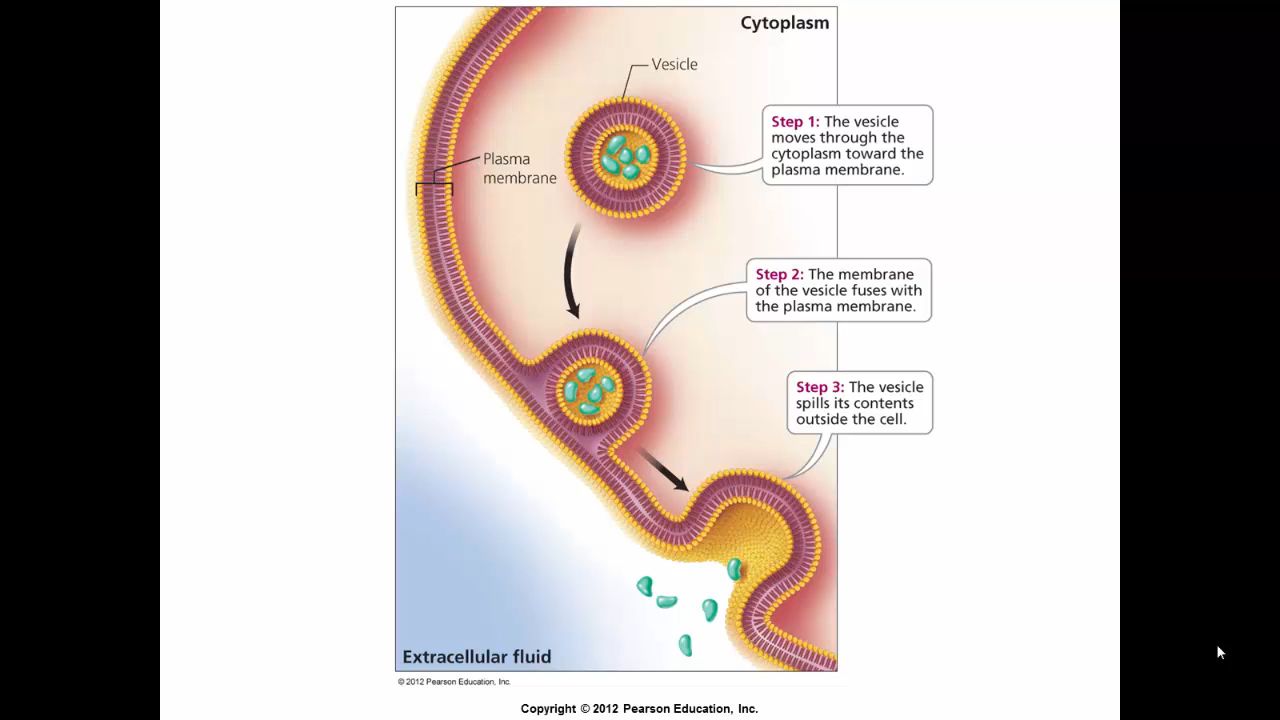 Cytoplasm
Vesicle
Step 1: The vesicle
moves through the
cytoplasm toward the
plasma membrane.
Plasma
membrane
Step 2: The membrane
of the vesicle fuses with
the plasma membrane.
Step 3: The vesicle
spills its contents
outside the cell.
Extracellular fluid
© 2012 Pearson Education, Inc.
Copyright © 2012 Pearson Education, Inc.